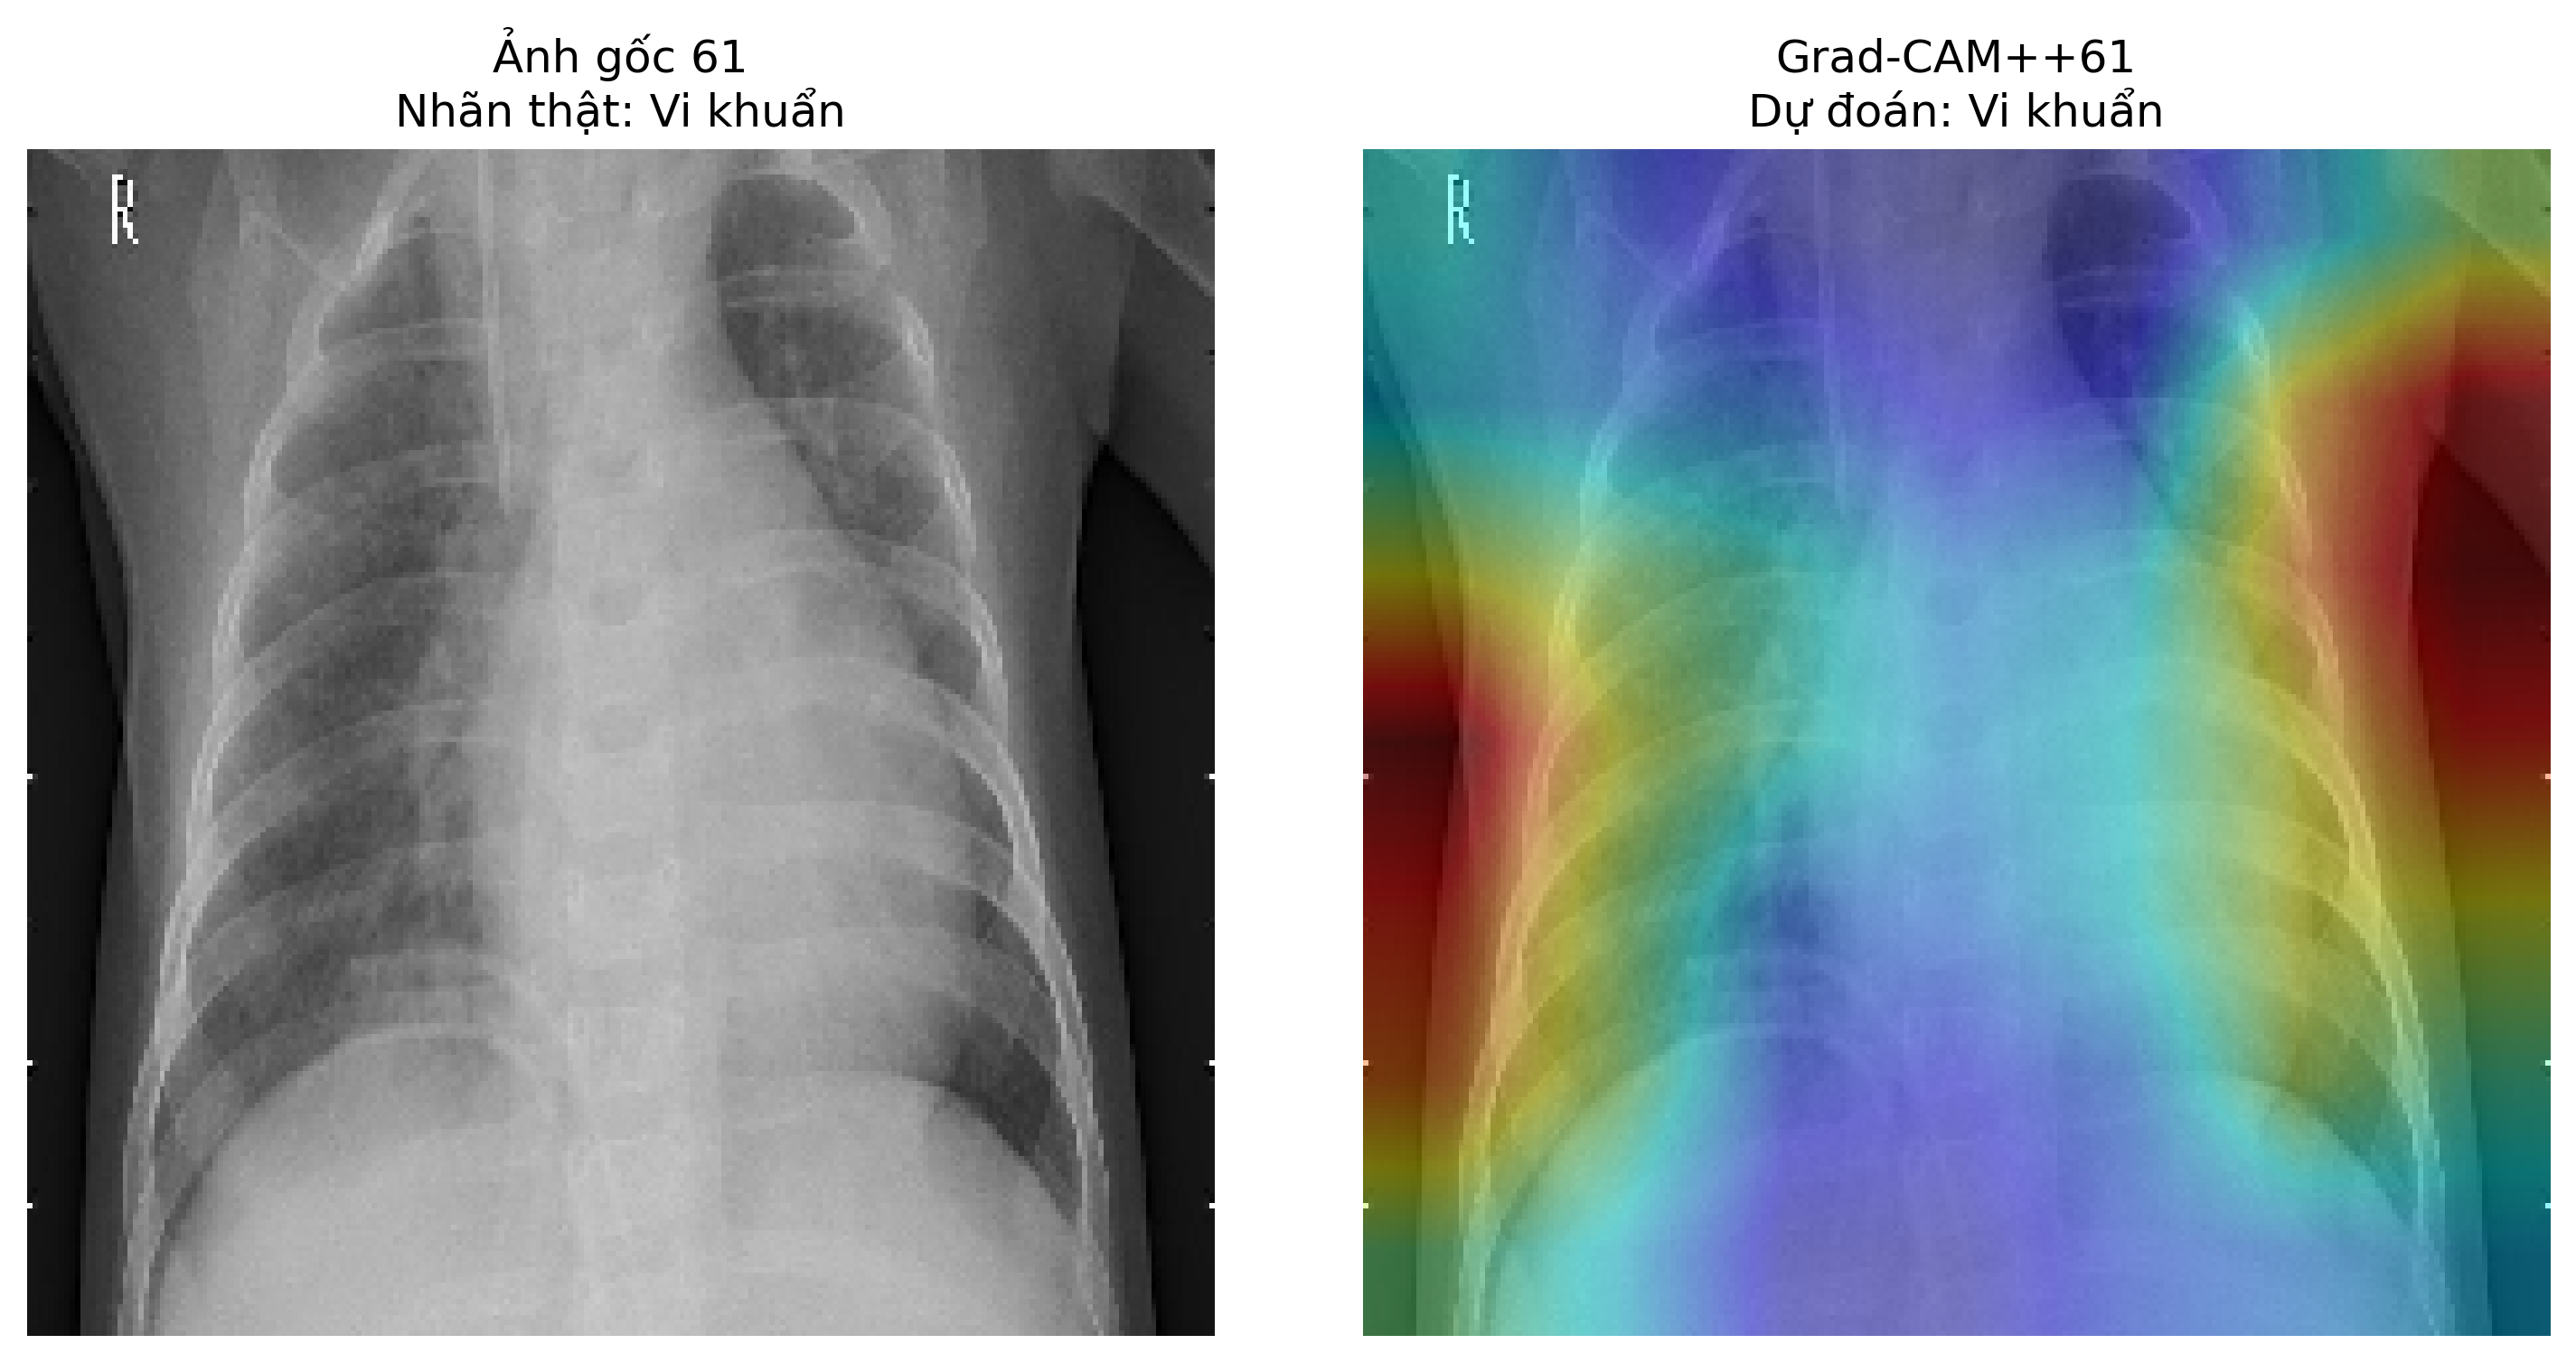 Ảnh gốc 61
Nhãn thật: Vi khuẩn
R
Grad-CAM++61
Dự đoán: Vi khuẩn
R